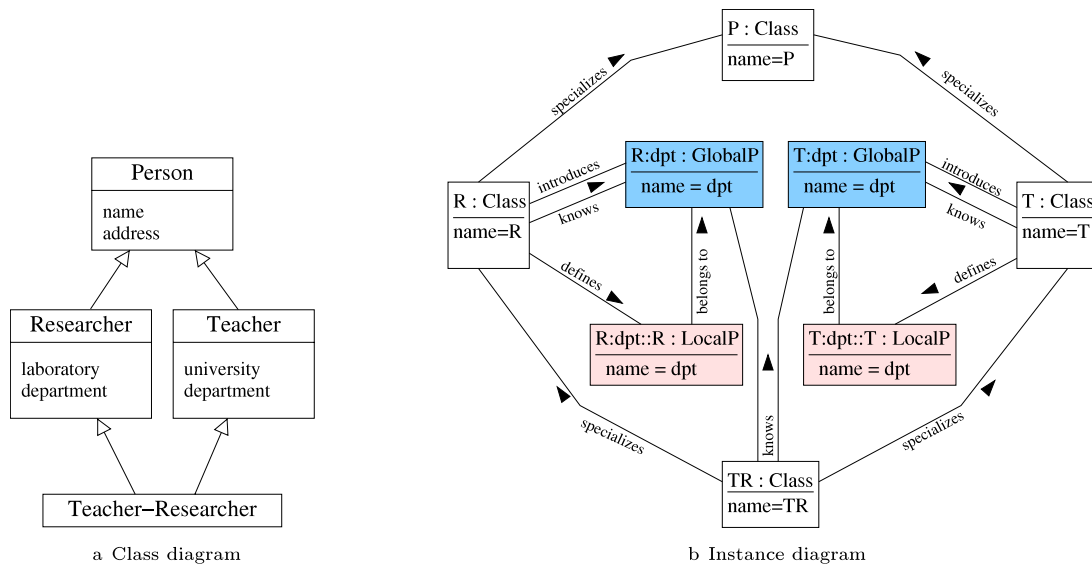 Person
name
address
Researcher
laboratory
department
Teacher
university
department
Teacher–Researcher
a Class diagram
P : Class
name=P
specializes
specializes
R:dpt : GlobalP
name = dpt
T:dpt : GlobalP
name = dpt
introduces
knows
introduces
knows
R : Class
name=R
T : Class
name=T
defines
belongs to
belongs to
defines
R:dpt::R : LocalP
name = dpt
T:dpt::T : LocalP
name = dpt
specializes
knows
specializes
TR : Class
name=TR
b Instance diagram